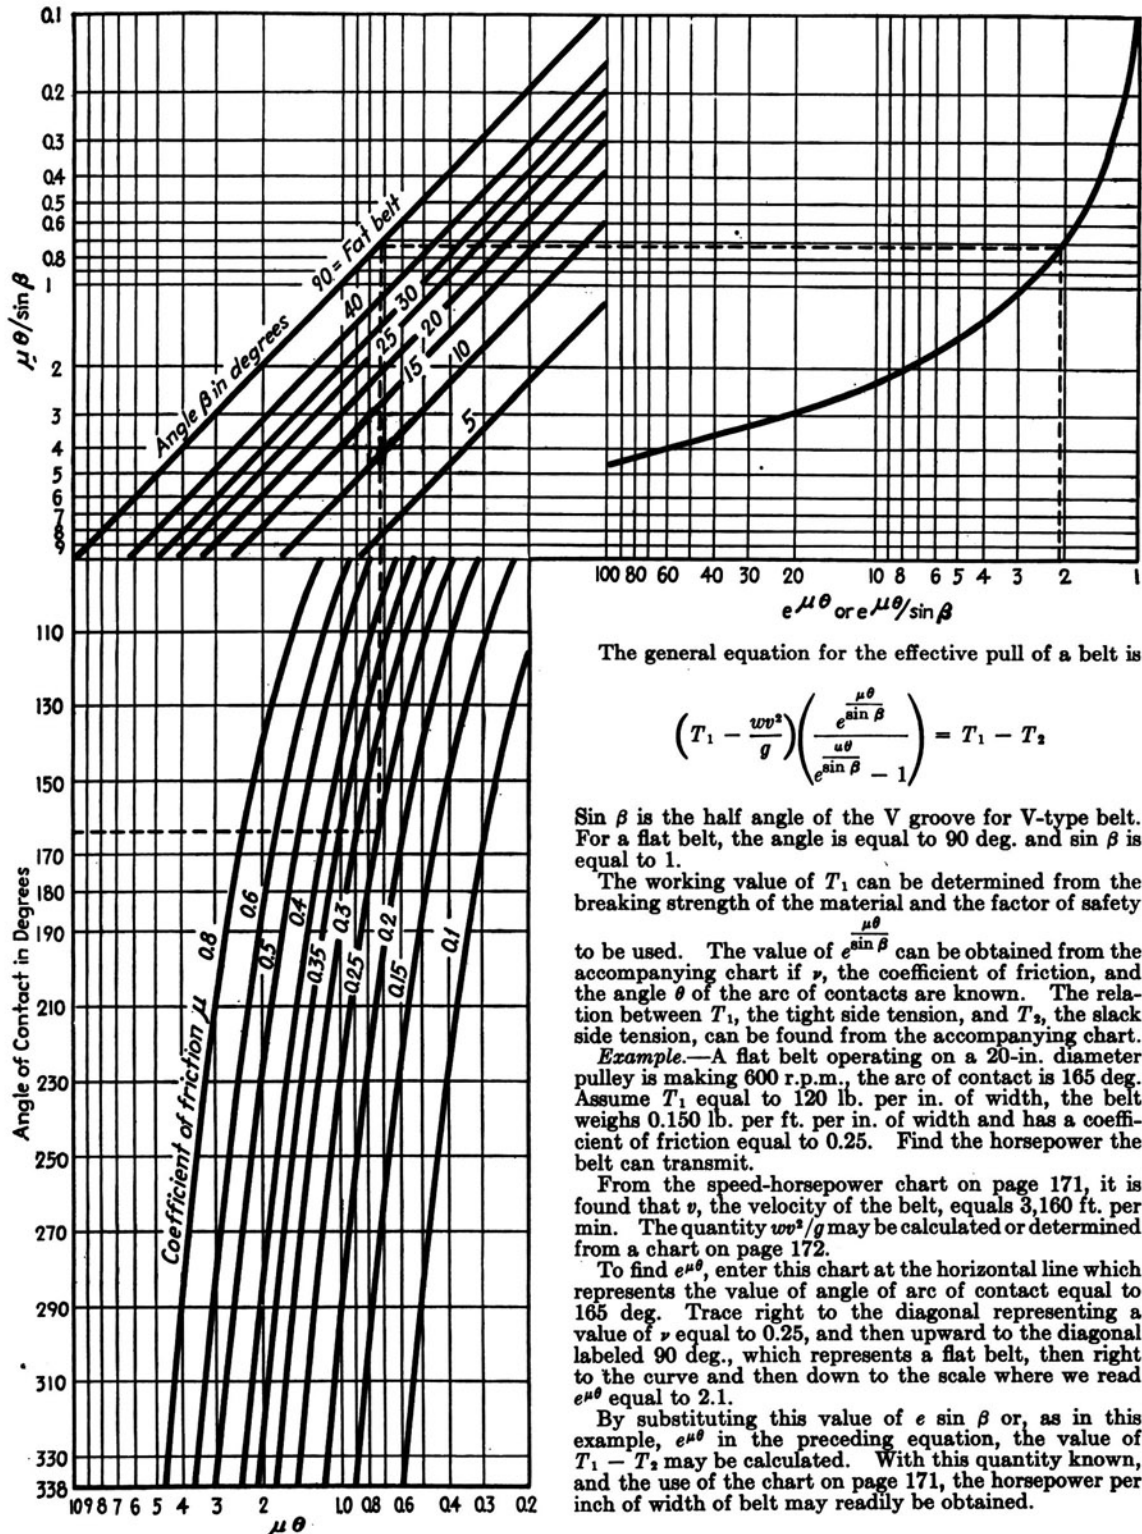 0.1
0.2
0.3
0.4
0.5
0.6
0.8
1
2
3
4
5
6
7
8
9
μθ/sin β
Angle β in degrees
90 = Fat belt
40
30
25
20
15
10
5
100 80 60 40 30 20 10 8 6 5 4 3 2 1
e^μθ or e^μθ/sin β
110
130
150
170
180
190
210
230
250
270
290
310
330
338
Angle of Contact in Degrees
Coefficient of friction μ
0.8
0.6
0.5
0.4
0.35
0.3
0.25
0.2
0.15
0.1
10 9 8 7 6 5 4 3 2 1.0 0.8 0.6 0.4 0.3 0.2
μθ
The general equation for the effective pull of a belt is
(T₁ − wv²/g)(e^(μθ/sin β) / (e^(uθ/sin β) − 1)) = T₁ − T₂
Sin β is the half angle of the V groove for V-type belt.
For a flat belt, the angle is equal to 90 deg. and sin β is
equal to 1.
The working value of T₁ can be determined from the
breaking strength of the material and the factor of safety
to be used. The value of e^(μθ/sin β) can be obtained from the
accompanying chart if ν, the coefficient of friction, and
the angle θ of the arc of contacts are known. The rela-
tion between T₁, the tight side tension, and T₂, the slack
side tension, can be found from the accompanying chart.
Example.—A flat belt operating on a 20-in. diameter
pulley is making 600 r.p.m., the arc of contact is 165 deg.
Assume T₁ equal to 120 lb. per in. of width, the belt
weighs 0.150 lb. per ft. per in. of width and has a coeffi-
cient of friction equal to 0.25. Find the horsepower the
belt can transmit.
From the speed-horsepower chart on page 171, it is
found that v, the velocity of the belt, equals 3,160 ft. per
min. The quantity wv²/g may be calculated or determined
from a chart on page 172.
To find e^μθ, enter this chart at the horizontal line which
represents the value of angle of arc of contact equal to
165 deg. Trace right to the diagonal representing a
value of ν equal to 0.25, and then upward to the diagonal
labeled 90 deg., which represents a flat belt, then right
to the curve and then down to the scale where we read
e^μθ equal to 2.1.
By substituting this value of e sin β or, as in this
example, e^μθ in the preceding equation, the value of
T₁ − T₂ may be calculated. With this quantity known,
and the use of the chart on page 171, the horsepower per
inch of width of belt may readily be obtained.